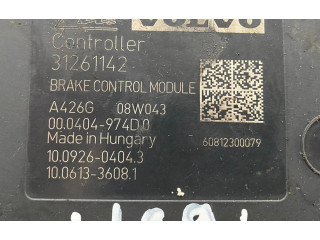 VOLVO
Controller
31261142
BRAKE CONTROL MODULE
A426G 08W043
00.0404-974D.0
Made in Hungary 60812300079
10.0926-0404.3
10.0613-3608.1